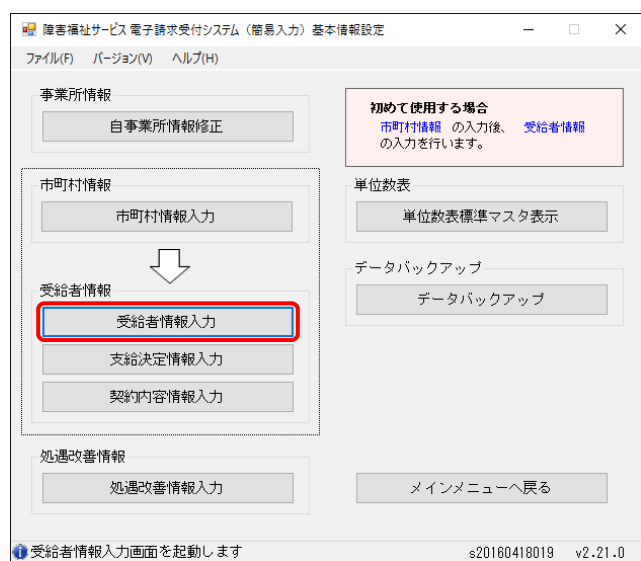 障害福祉サービス 電子請求受付システム（簡易入力）基本情報設定
ファイル(F) バージョン(V) ヘルプ(H)
事業所情報
自事業所情報修正
初めて使用する場合
市町村情報 の入力後、 受給者情報
の入力を行います。
市町村情報
市町村情報入力
単位数表
単位数表標準マスタ表示
データバックアップ
データバックアップ
受給者情報
受給者情報入力
支給決定情報入力
契約内容情報入力
処遇改善情報
処遇改善情報入力
メインメニューへ戻る
受給者情報入力画面を起動します
s20160418019 v2.21.0